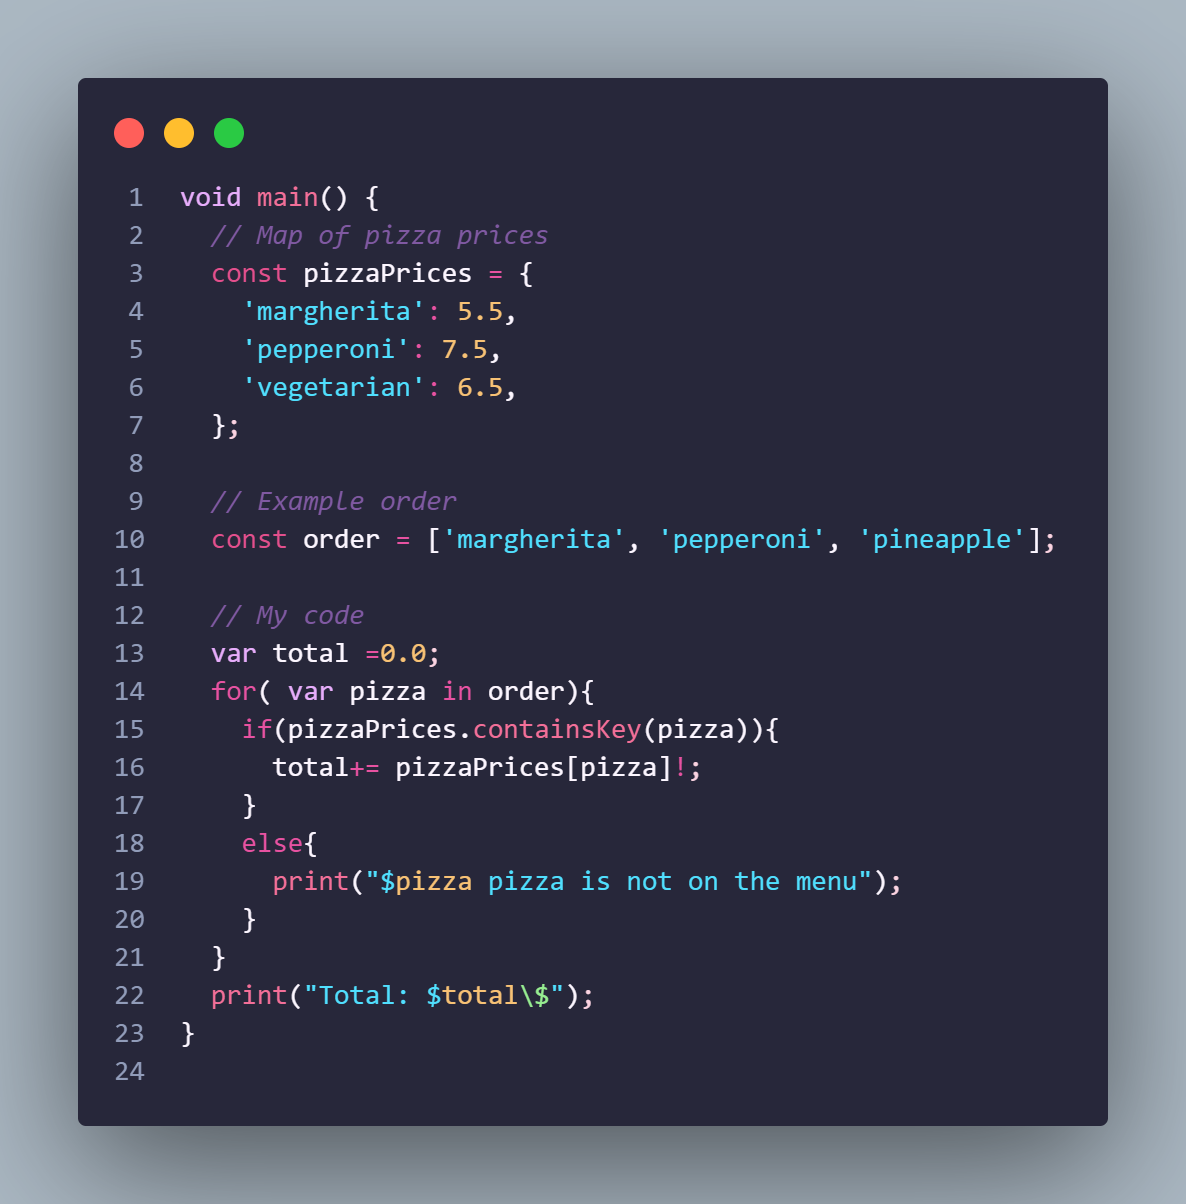 1 void main() {
2   // Map of pizza prices
3   const pizzaPrices = {
4     'margherita': 5.5,
5     'pepperoni': 7.5,
6     'vegetarian': 6.5,
7   };
8
9   // Example order
10   const order = ['margherita', 'pepperoni', 'pineapple'];
11
12   // My code
13   var total =0.0;
14   for( var pizza in order){
15     if(pizzaPrices.containsKey(pizza)){
16       total+= pizzaPrices[pizza]!;
17     }
18     else{
19       print("$pizza pizza is not on the menu");
20     }
21   }
22   print("Total: $total\$");
23 }
24